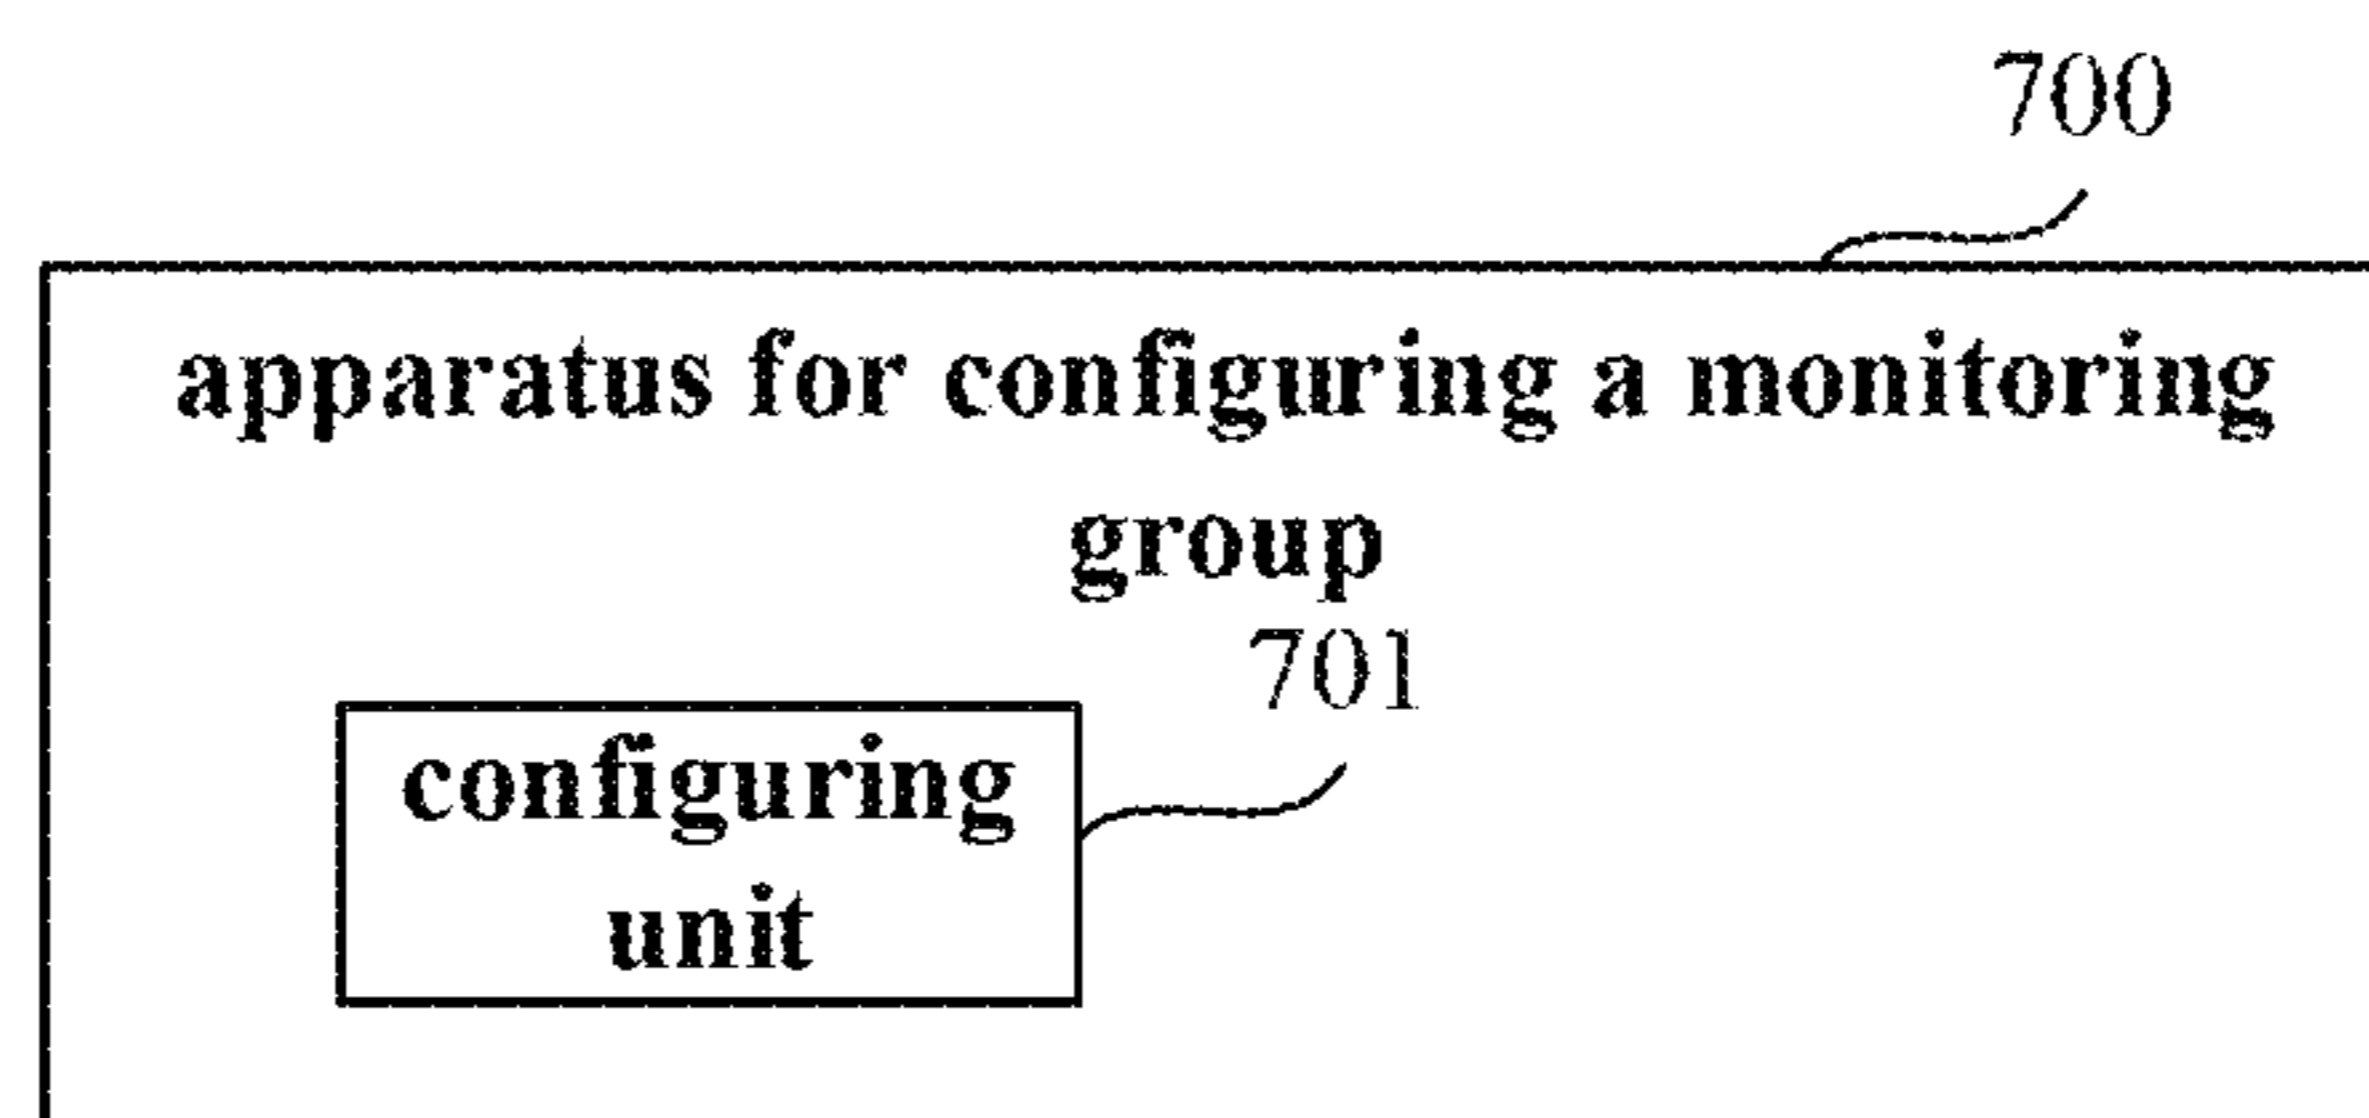 700
apparatus for configuring a monitoring
group
701
configuring
unit